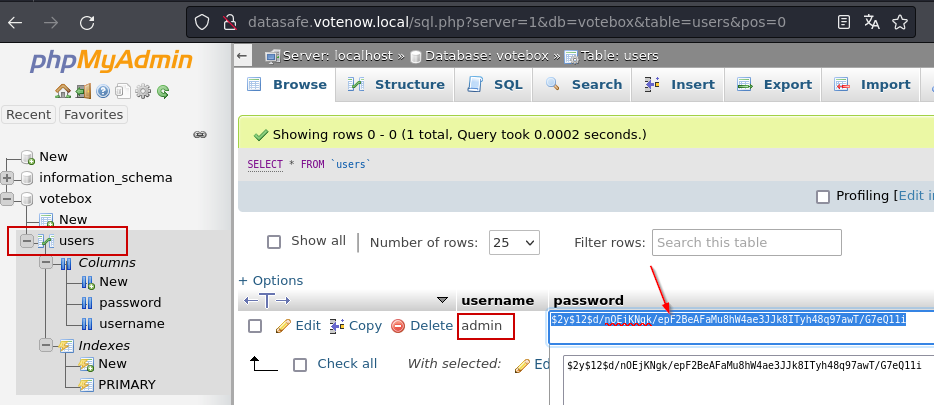 datasafe.votenow.local/sql.php?server=1&db=votebox&table=users&pos=0
phpMyAdmin
Recent Favorites
New
information_schema
votebox
New
users
Columns
New
password
username
Indexes
New
PRIMARY
Server: localhost » Database: votebox » Table: users
Browse Structure SQL Search Insert Export Import
Showing rows 0 - 0 (1 total, Query took 0.0002 seconds.)
SELECT * FROM `users`
Profiling [Edit in
Show all Number of rows: 25 Filter rows: Search this table
+ Options
username password
Edit Copy Delete admin $2y$12$d/nOEjKNgk/epF2BeAFaMu8hW4ae3JJk8ITyh48q97awT/G7eQ11i
Check all With selected: Ed
$2y$12$d/nOEjKNgk/epF2BeAFaMu8hW4ae3JJk8ITyh48q97awT/G7eQ11i